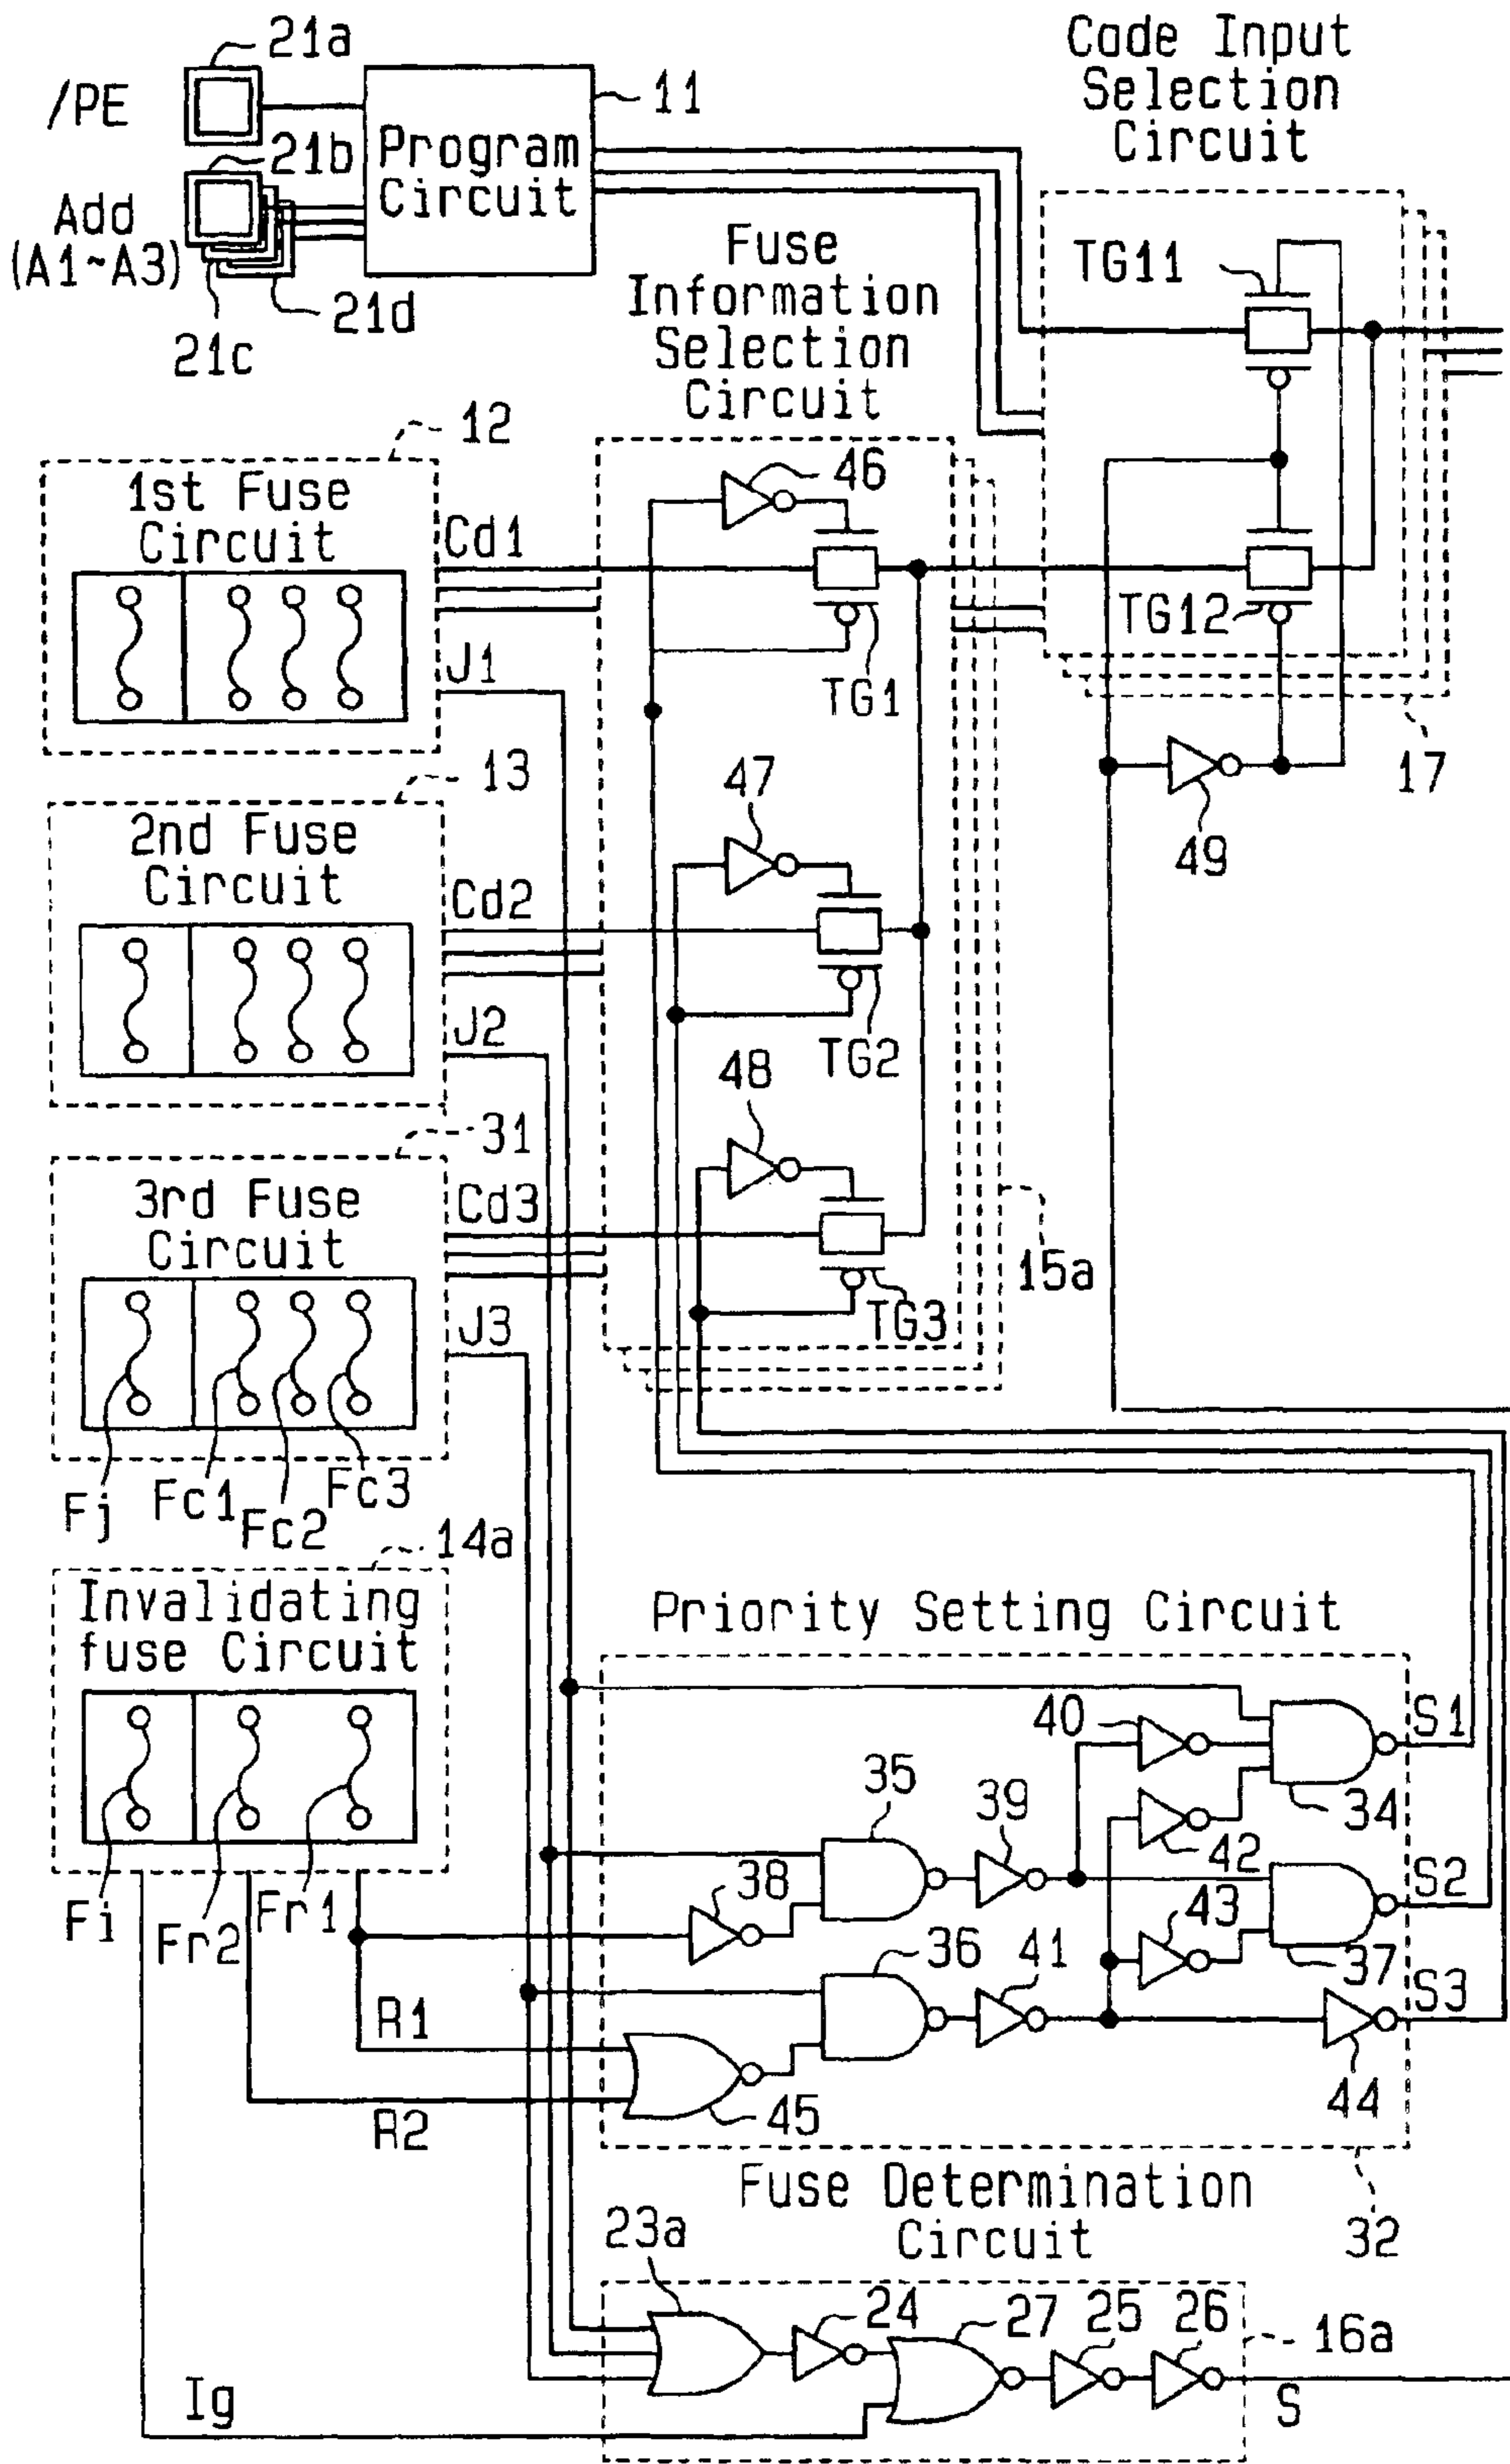 21a
/PE
11
Program
Circuit
21b
Add
(A1~A3)
21d
21c
Code Input
Selection
Circuit
TG11
TG12
17
49
Fuse
Information
Selection
Circuit
46
TG1
47
TG2
48
TG3
15a
12
1st Fuse
Circuit
Cd1
J1
13
2nd Fuse
Circuit
Cd2
J2
31
3rd Fuse
Circuit
Cd3
J3
Fj
Fc1
Fc2
Fc3
14a
Invalidating
fuse Circuit
Fi
Fr2
Fr1
R1
R2
Ig
Priority Setting Circuit
40
34
S1
35
39
42
38
43
37
S2
36
41
S3
45
44
32
Fuse Determination
Circuit
23a
24
27
25
26
16a
S